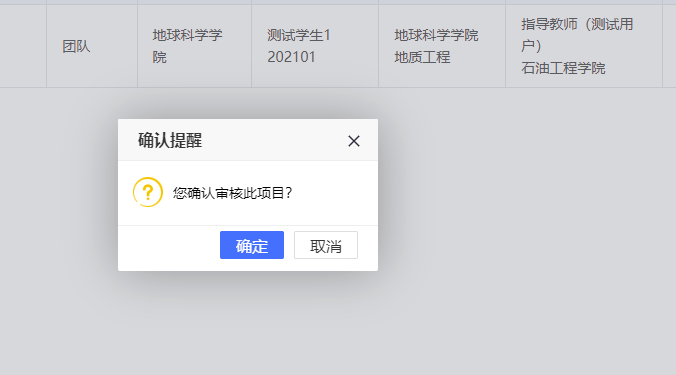 团队
地球科学学
院
测试学生1
202101
地球科学学院
地质工程
指导教师（测试用
户）
石油工程学院
确认提醒
您确认审核此项目？
确定
取消